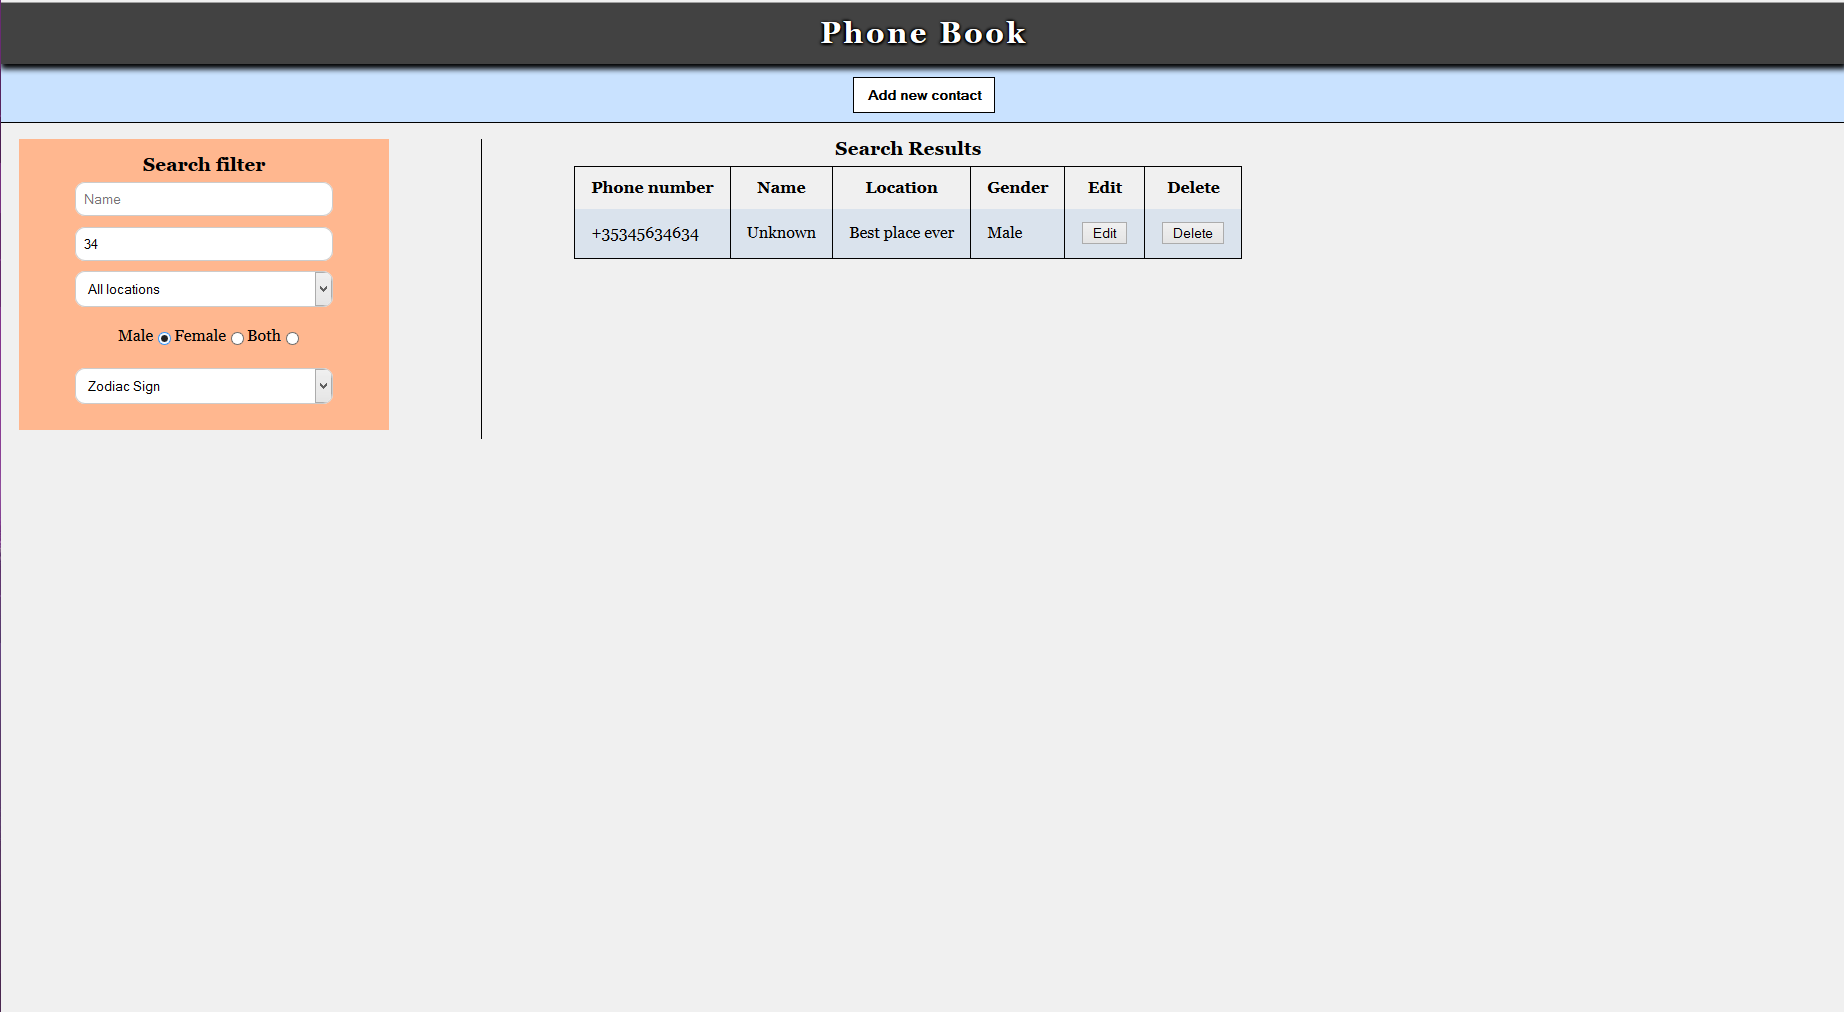 Phone Book
Add new contact
Search filter
Name
34
All locations
Male Female Both
Zodiac Sign
Search Results
Phone number Name Location Gender Edit Delete
+35345634634 Unknown Best place ever Male Edit Delete